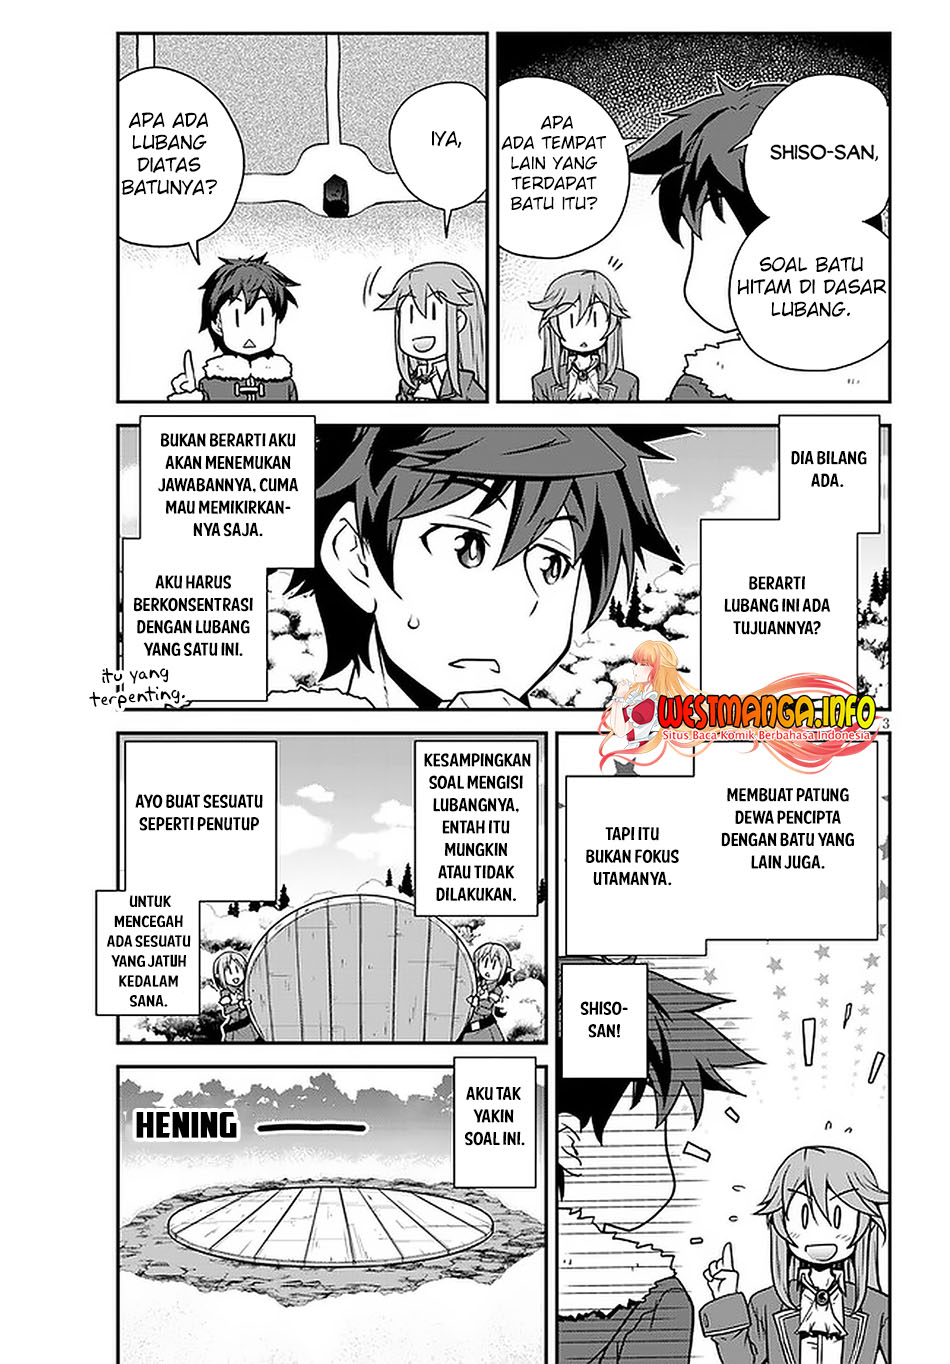 SHISO-SAN,
SOAL BATU
HITAM DI DASAR
LUBANG.
APA
ADA TEMPAT
LAIN YANG
TERDAPAT
BATU ITU?
IYA,
APA ADA
LUBANG
DIATAS
BATUNYA?
DIA BILANG
ADA.
BERARTI
LUBANG INI ADA
TUJUANNYA?
BUKAN BERARTI AKU
AKAN MENEMUKAN
JAWABANNYA, CUMA
MAU MEMIKIRKAN-
NYA SAJA.
AKU HARUS
BERKONSENTRASI
DENGAN LUBANG
YANG SATU INI.
itu yang
terpenting.
WESTMANGA.INFO
Situs Baca Komik Berbahasa Indonesia
3
MEMBUAT PATUNG
DEWA PENCIPTA
DENGAN BATU YANG
LAIN JUGA.
TAPI ITU
BUKAN FOKUS
UTAMANYA.
SHISO-
SAN!
KESAMPINGKAN
SOAL MENGISI
LUBANGNYA,
ENTAH ITU
MUNGKIN
ATAU TIDAK
DILAKUKAN.
AYO BUAT SESUATU
SEPERTI PENUTUP
UNTUK
MENCEGAH
ADA SESUATU
YANG JATUH
KEDALAM
SANA.
AKU TAK
YAKIN
SOAL INI.
HENING